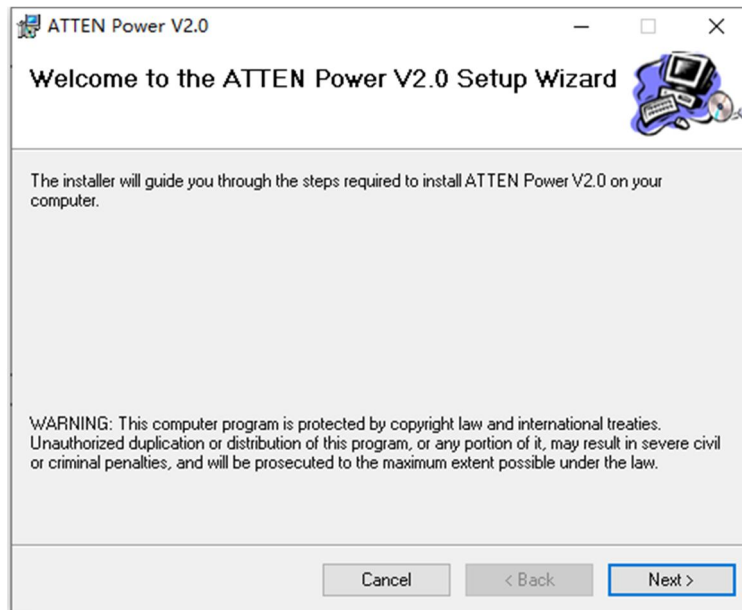 ATTEN Power V2.0
Welcome to the ATTEN Power V2.0 Setup Wizard
The installer will guide you through the steps required to install ATTEN Power V2.0 on your
computer.
WARNING: This computer program is protected by copyright law and international treaties.
Unauthorized duplication or distribution of this program, or any portion of it, may result in severe civil
or criminal penalties, and will be prosecuted to the maximum extent possible under the law.
Cancel < Back Next >